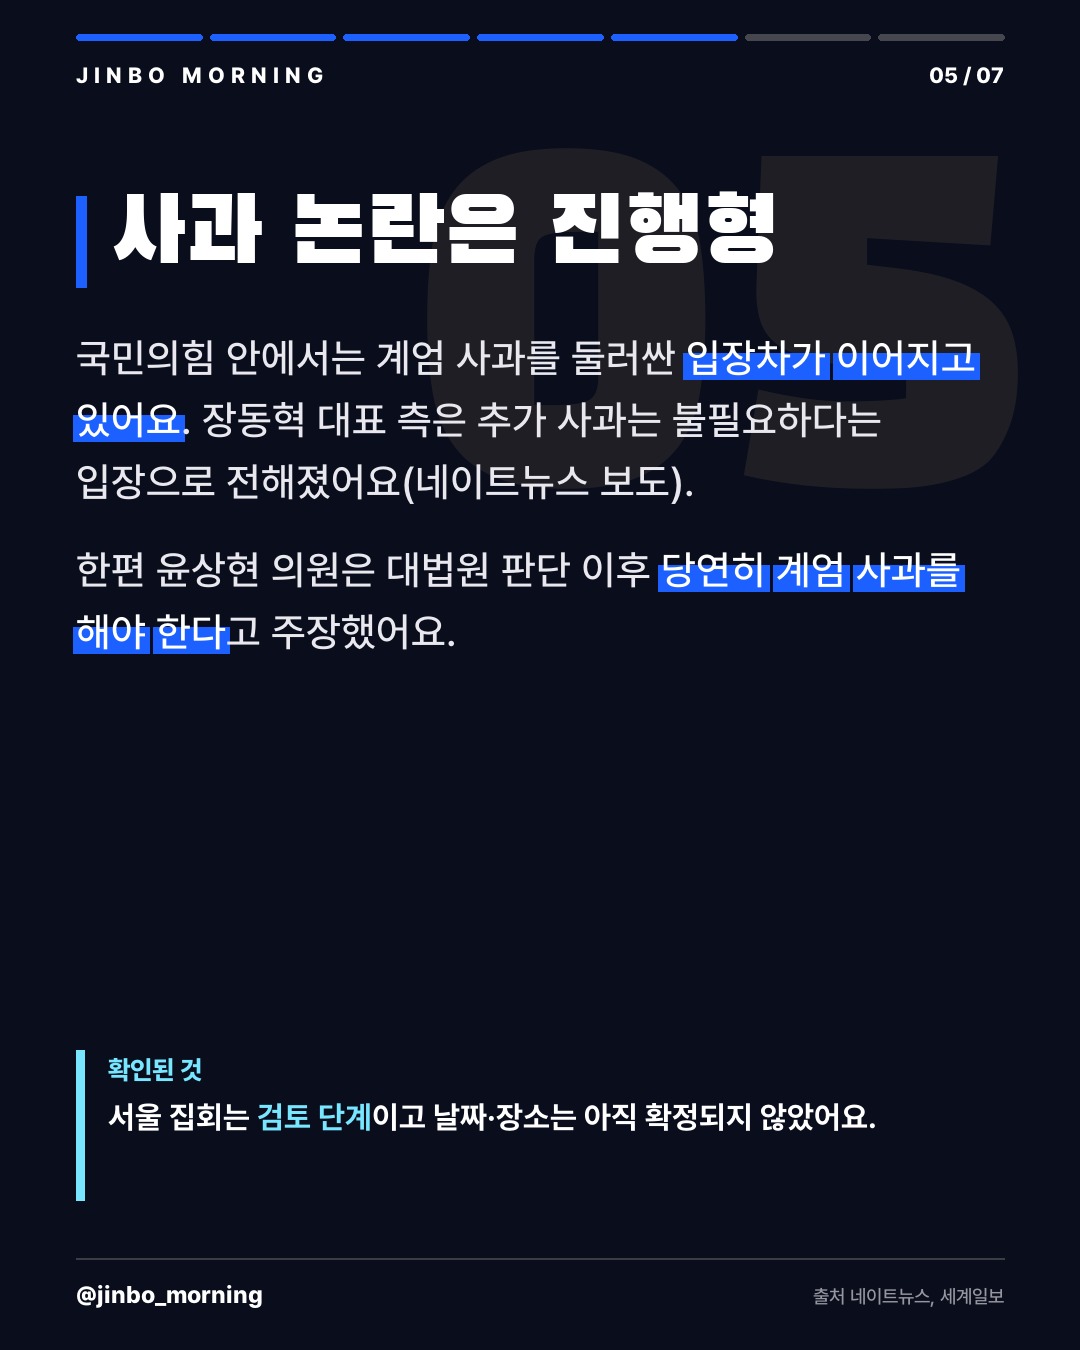 JINBO MORNING
05 / 07
05
사과 논란은 진행형
국민의힘 안에서는 계엄 사과를 둘러싼 입장차가 이어지고
있어요. 장동혁 대표 측은 추가 사과는 불필요하다는
입장으로 전해졌어요(네이트뉴스 보도).
한편 윤상현 의원은 대법원 판단 이후 당연히 계엄 사과를
해야 한다고 주장했어요.
확인된 것
서울 집회는 검토 단계이고 날짜·장소는 아직 확정되지 않았어요.
@jinbo_morning
출처 네이트뉴스, 세계일보